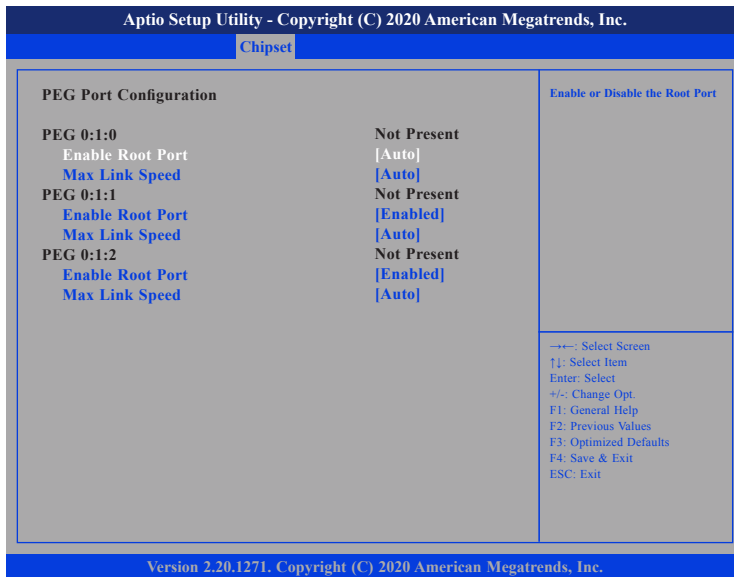 Aptio Setup Utility - Copyright (C) 2020 American Megatrends, Inc.
Chipset
PEG Port Configuration
PEG 0:1:0 Not Present
Enable Root Port [Auto]
Max Link Speed [Auto]
PEG 0:1:1 Not Present
Enable Root Port [Enabled]
Max Link Speed [Auto]
PEG 0:1:2 Not Present
Enable Root Port [Enabled]
Max Link Speed [Auto]
Enable or Disable the Root Port
→←: Select Screen
↑↓: Select Item
Enter: Select
+/-: Change Opt.
F1: General Help
F2: Previous Values
F3: Optimized Defaults
F4: Save & Exit
ESC: Exit
Version 2.20.1271. Copyright (C) 2020 American Megatrends, Inc.